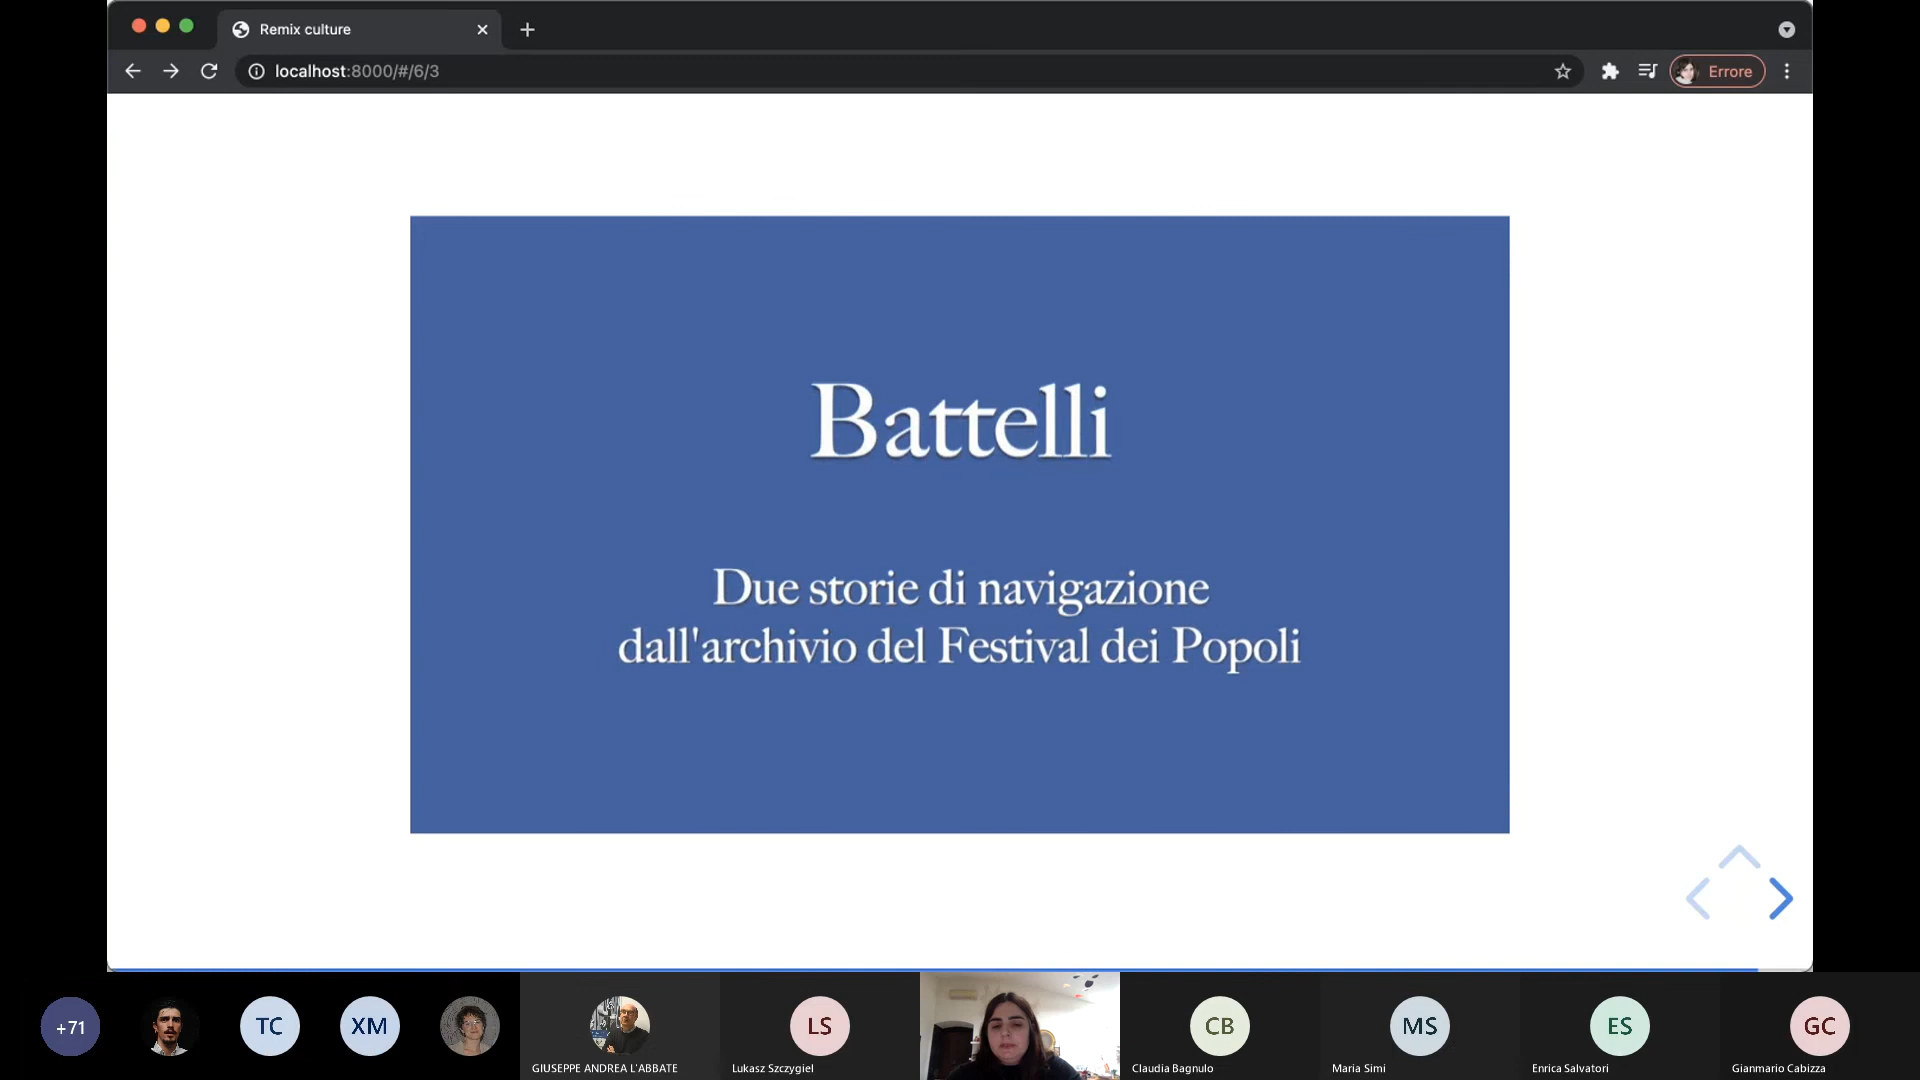 Remix culture
localhost:8000/#/6/3
Errore
Battelli
Due storie di navigazione
dall'archivio del Festival dei Popoli
+71
TC
XM
GIUSEPPE ANDREA L'ABBATE
LS
Lukasz Szczygiel
CB
Claudia Bagnulo
MS
Maria Simi
ES
Enrica Salvatori
GC
Gianmario Cabizza